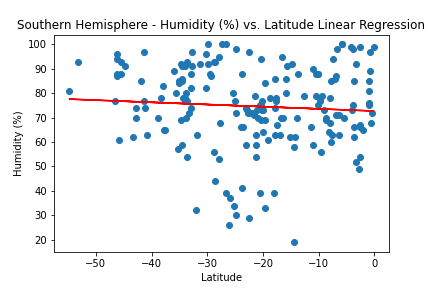 Southern Hemisphere - Humidity (%) vs. Latitude Linear Regression
100
90
80
70
60
50
40
30
20
Humidity (%)
−50 −40 −30 −20 −10 0
Latitude